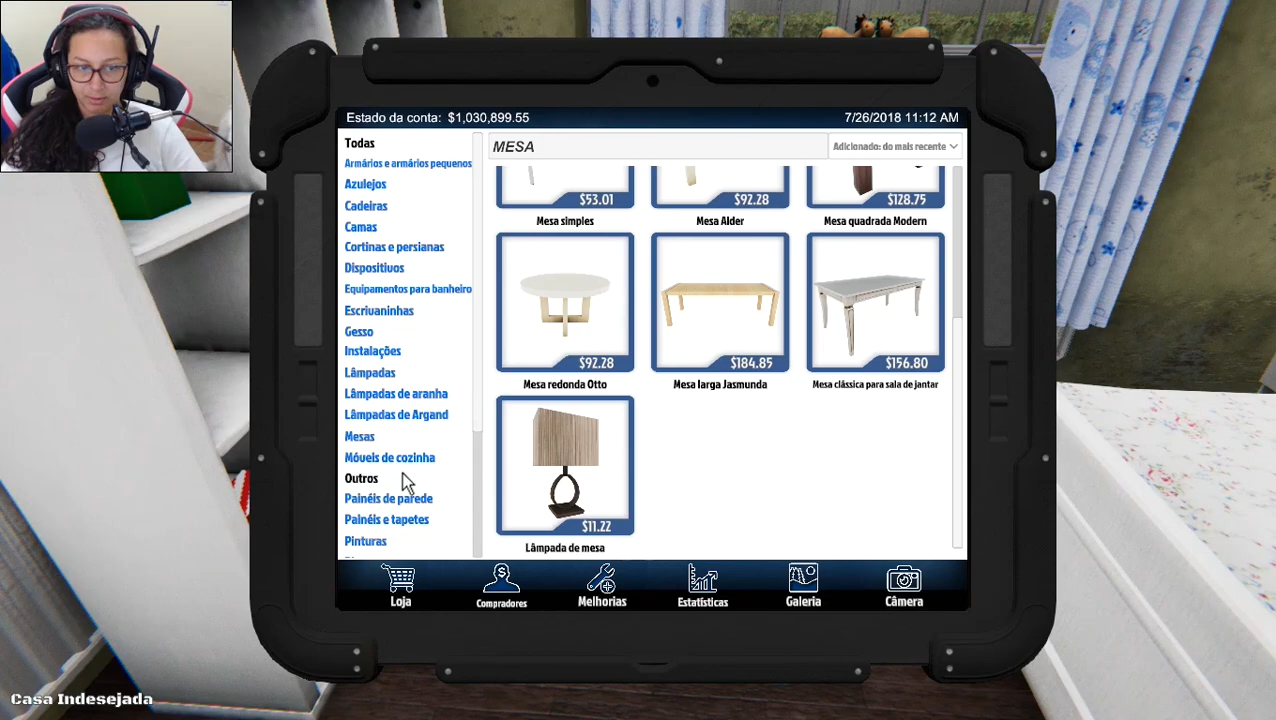 Estado da conta: $1,030,899.55
7/26/2018 11:12 AM
Todas
Armários e armários pequenos
Azulejos
Cadeiras
Camas
Cortinas e persianas
Dispositivos
Equipamentos para banheiro
Escrivaninhas
Gesso
Instalações
Lâmpadas
Lâmpadas de aranha
Lâmpadas de Argand
Mesas
Móveis de cozinha
Outros
Painéis de parede
Painéis e tapetes
Pinturas
MESA
Adicionado: do mais recente
$53.01
$92.28
$128.75
Mesa simples
Mesa Alder
Mesa quadrada Modern
$92.28
$184.85
$156.80
Mesa redonda Otto
Mesa larga Jasmunda
Mesa clássica para sala de jantar
$11.22
Lâmpada de mesa
Loja
Compradores
Melhorias
Estatísticas
Galeria
Câmera
Casa Indesejada